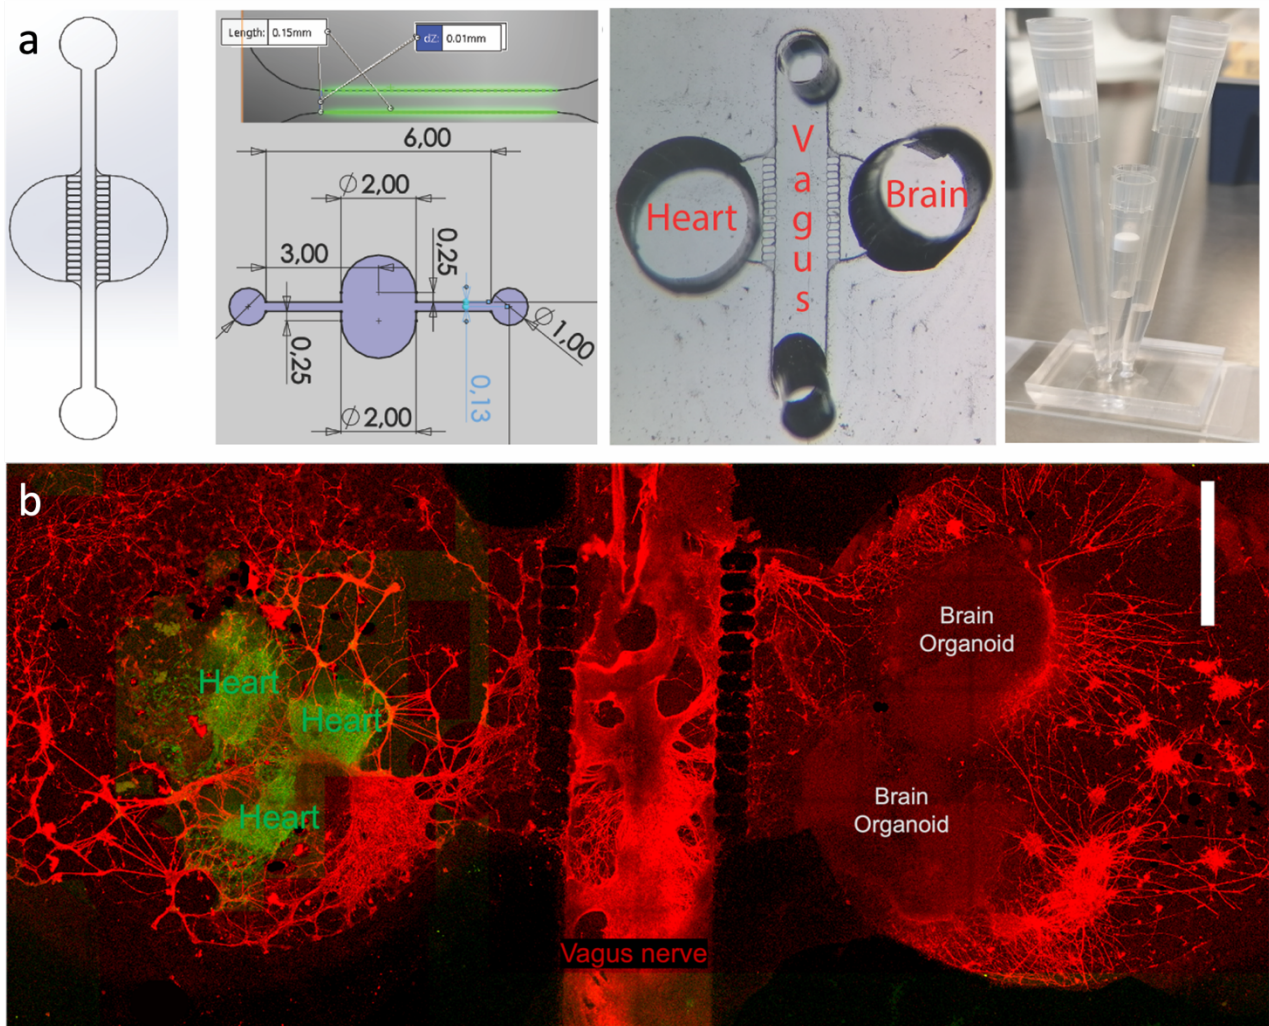 a
Length: 0.15mm
dZ: 0.01mm
6,00
∅2,00
3,00
0,25
0,25
∅1,00
0,13
∅2,00
Heart
Vagus
Brain
b
Heart
Heart
Heart
Brain
Organoid
Brain
Organoid
Vagus nerve